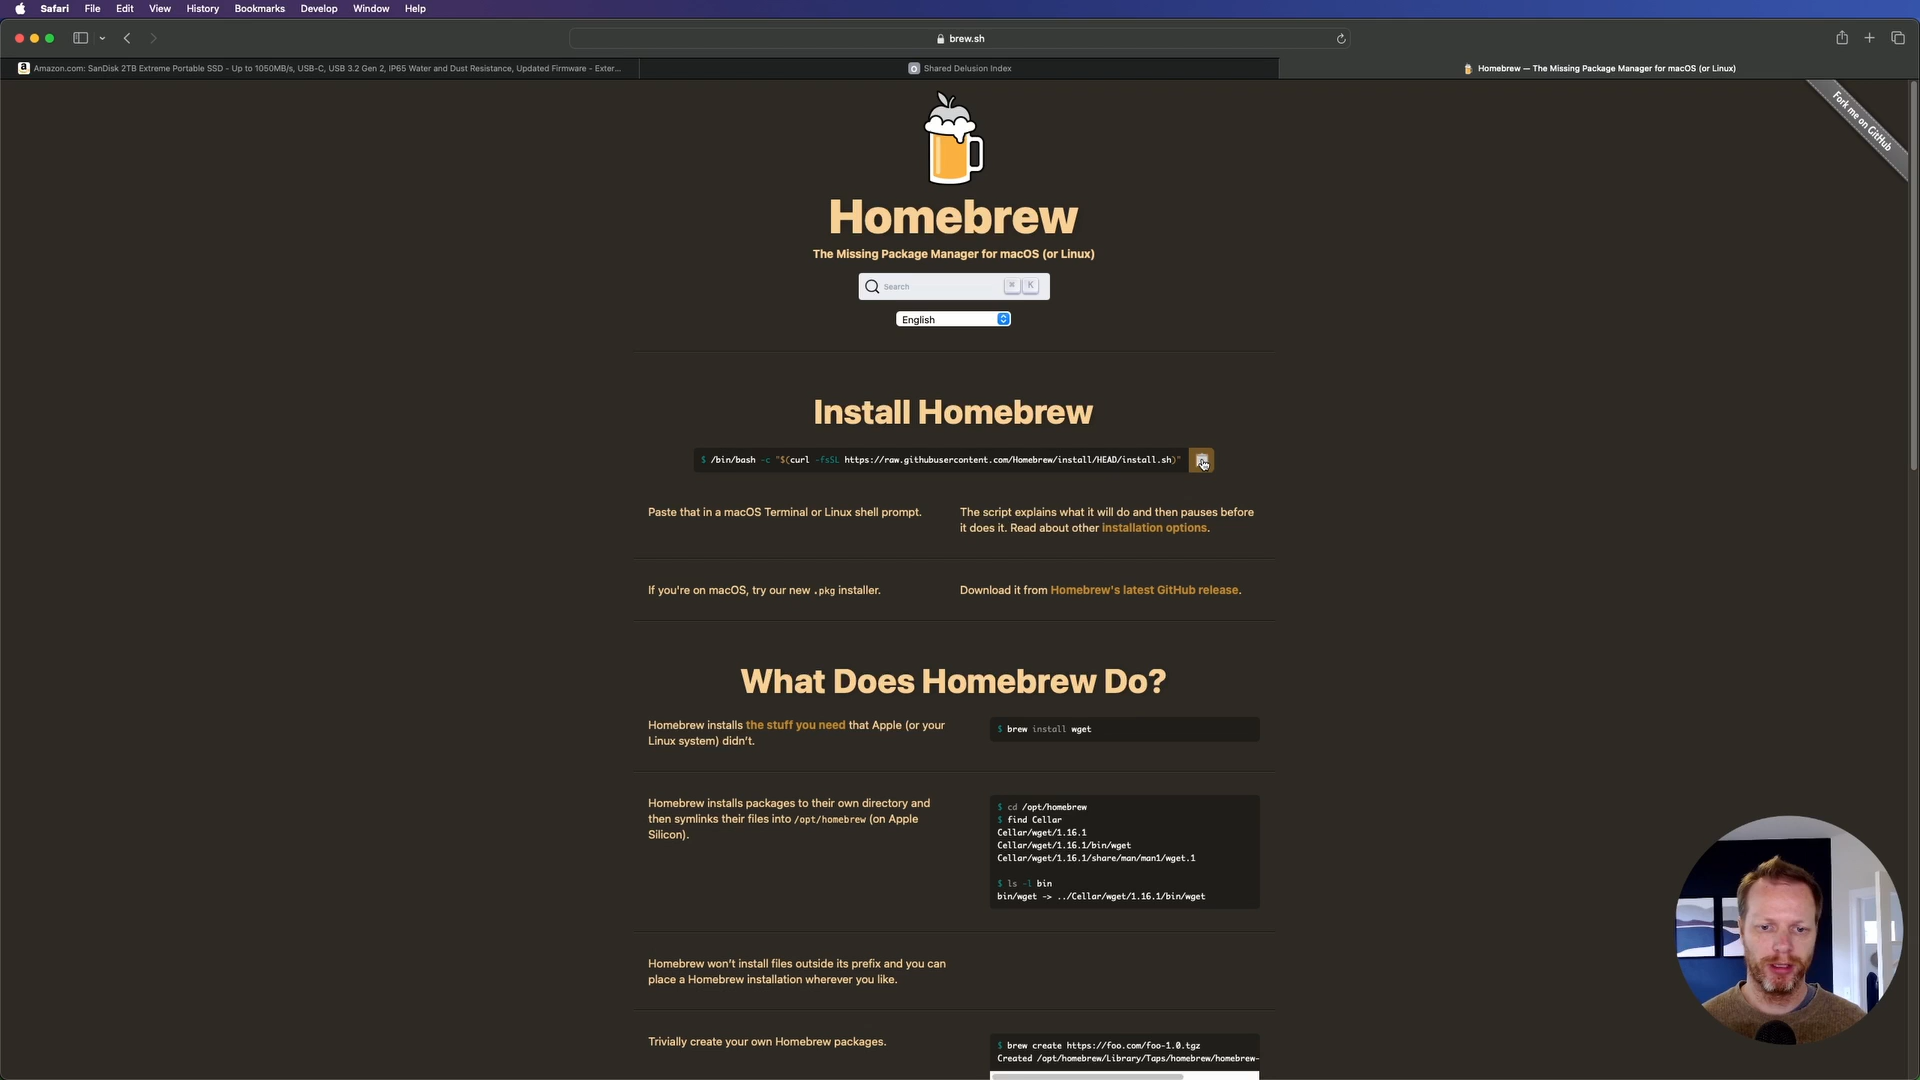 Safari File Edit View History Bookmarks Develop Window Help
brew.sh
Amazon.com: SanDisk 2TB Extreme Portable SSD - Up to 1050MB/s, USB-C, USB 3.2 Gen 2, IP65 Water and Dust Resistance, Updated Firmware - Exter...
Shared Delusion Index
Homebrew — The Missing Package Manager for macOS (or Linux)
Fork me on GitHub
Homebrew
The Missing Package Manager for macOS (or Linux)
Search ⌘ K
English
Install Homebrew
$ /bin/bash -c "$(curl -fsSL https://raw.githubusercontent.com/Homebrew/install/HEAD/install.sh)"
Paste that in a macOS Terminal or Linux shell prompt.
The script explains what it will do and then pauses before
it does it. Read about other installation options.
If you're on macOS, try our new .pkg installer.
Download it from Homebrew's latest GitHub release.
What Does Homebrew Do?
Homebrew installs the stuff you need that Apple (or your
Linux system) didn't.
$ brew install wget
Homebrew installs packages to their own directory and
then symlinks their files into /opt/homebrew (on Apple
Silicon).
$ cd /opt/homebrew
$ find Cellar
Cellar/wget/1.16.1
Cellar/wget/1.16.1/bin/wget
Cellar/wget/1.16.1/share/man/man1/wget.1
$ ls -l bin
bin/wget -> ../Cellar/wget/1.16.1/bin/wget
Homebrew won't install files outside its prefix and you can
place a Homebrew installation wherever you like.
Trivially create your own Homebrew packages.
$ brew create https://foo.com/foo-1.0.tgz
Created /opt/homebrew/Library/Taps/homebrew/homebrew-